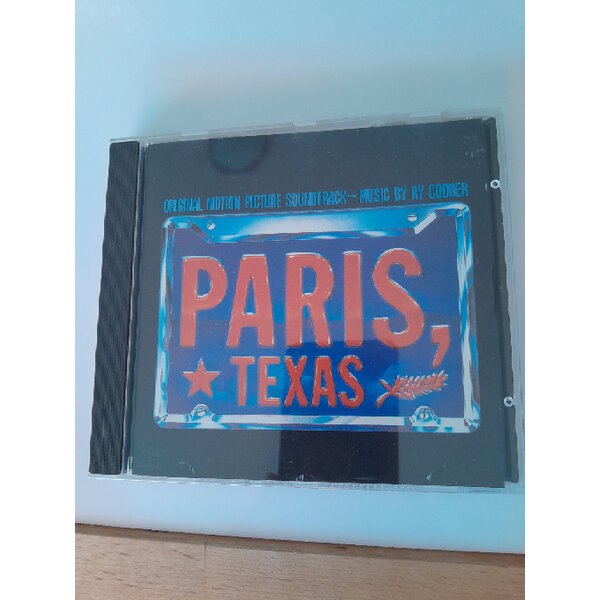 ORIGINAL MOTION PICTURE SOUNDTRACK—MUSIC BY RY COODER
PARIS,
TEXAS